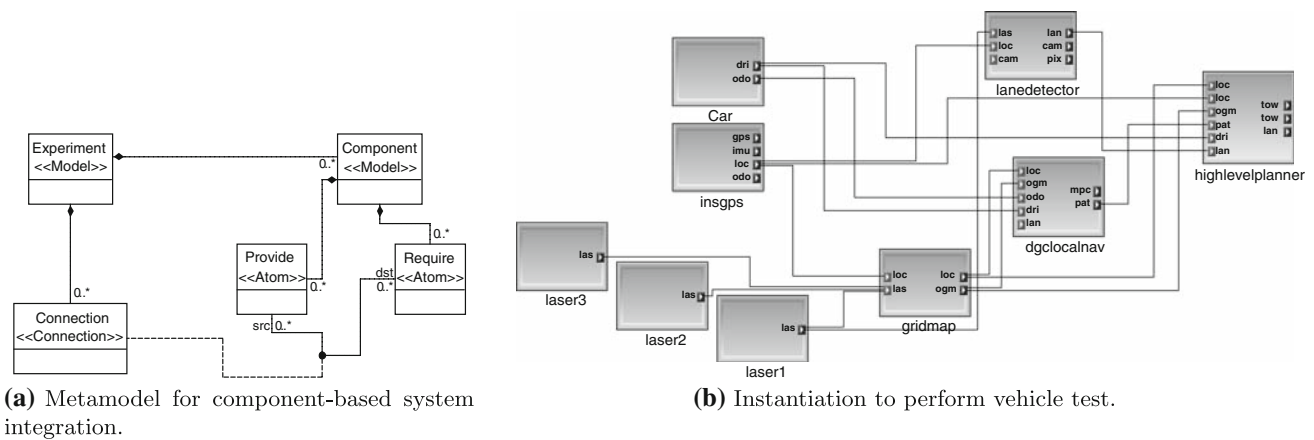 Experiment
<<Model>>
0..*
Component
<<Model>>
0..*
Provide
<<Atom>>
0..*
dst
0..*
Require
<<Atom>>
0..*
Connection
<<Connection>>
src 0..*
(a) Metamodel for component-based system
integration.
dri
odo
Car
gps
imu
loc
odo
insgps
las
laser3
las
laser2
las
laser1
las lan
loc cam
cam pix
lanedetector
loc
loc
ogm
pat
dri
lan
tow
tow
lan
highlevelplanner
loc
ogm
odo
dri
lan
mpc
pat
dgclocalnav
loc loc
las ogm
gridmap
(b) Instantiation to perform vehicle test.